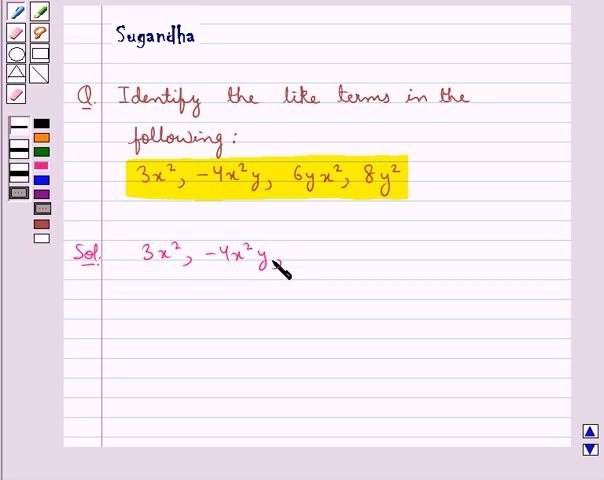 Sugandha
Q. Identify the like terms in the
following:
3x², -4x²y, 6yx², 8y²
Sol. 3x², -4x²y,